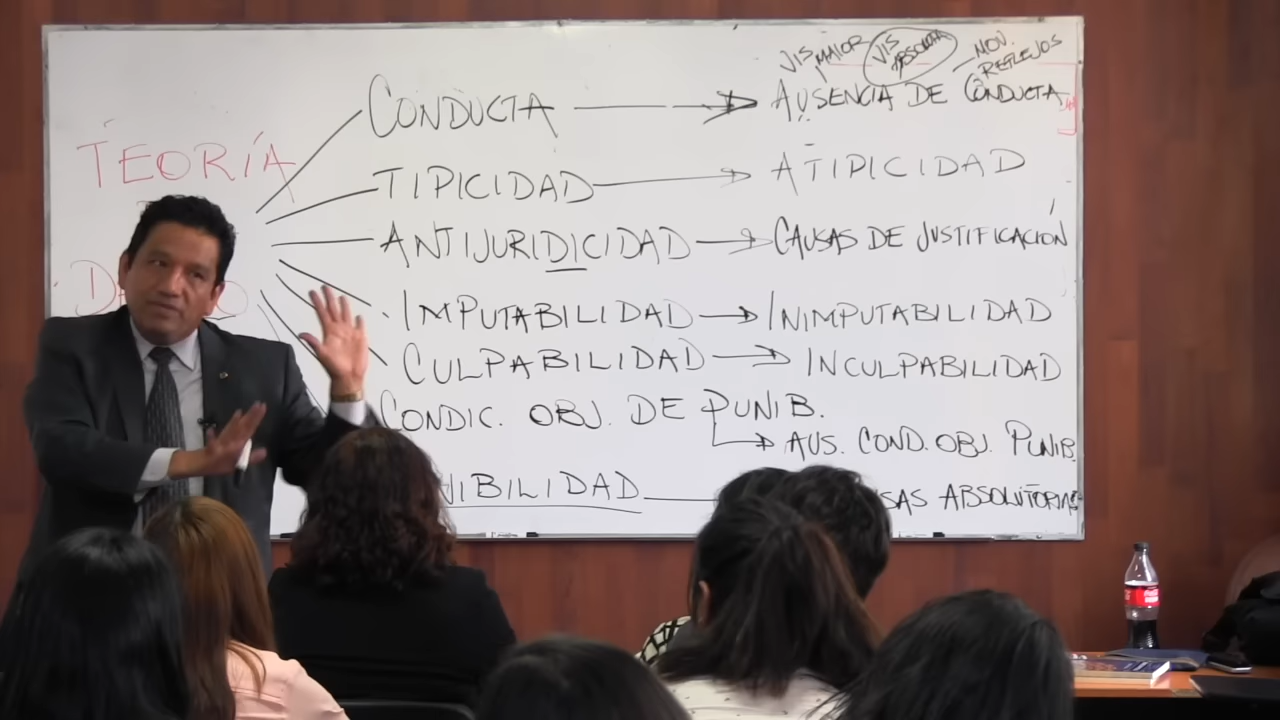 TEORÍA
VIS MAIOR
VIS ABSOLUTA
MOV. REFLEJOS
CONDUCTA → AUSENCIA DE CONDUCTA
TIPICIDAD → ATIPICIDAD
ANTIJURIDICIDAD → CAUSAS DE JUSTIFICACIÓN
IMPUTABILIDAD → INIMPUTABILIDAD
CULPABILIDAD → INCULPABILIDAD
CONDIC. OBJ. DE PUNIB.
→ AUS. COND. OBJ. PUNIB.
NIBILIDAD SAS ABSOLUTORIAS